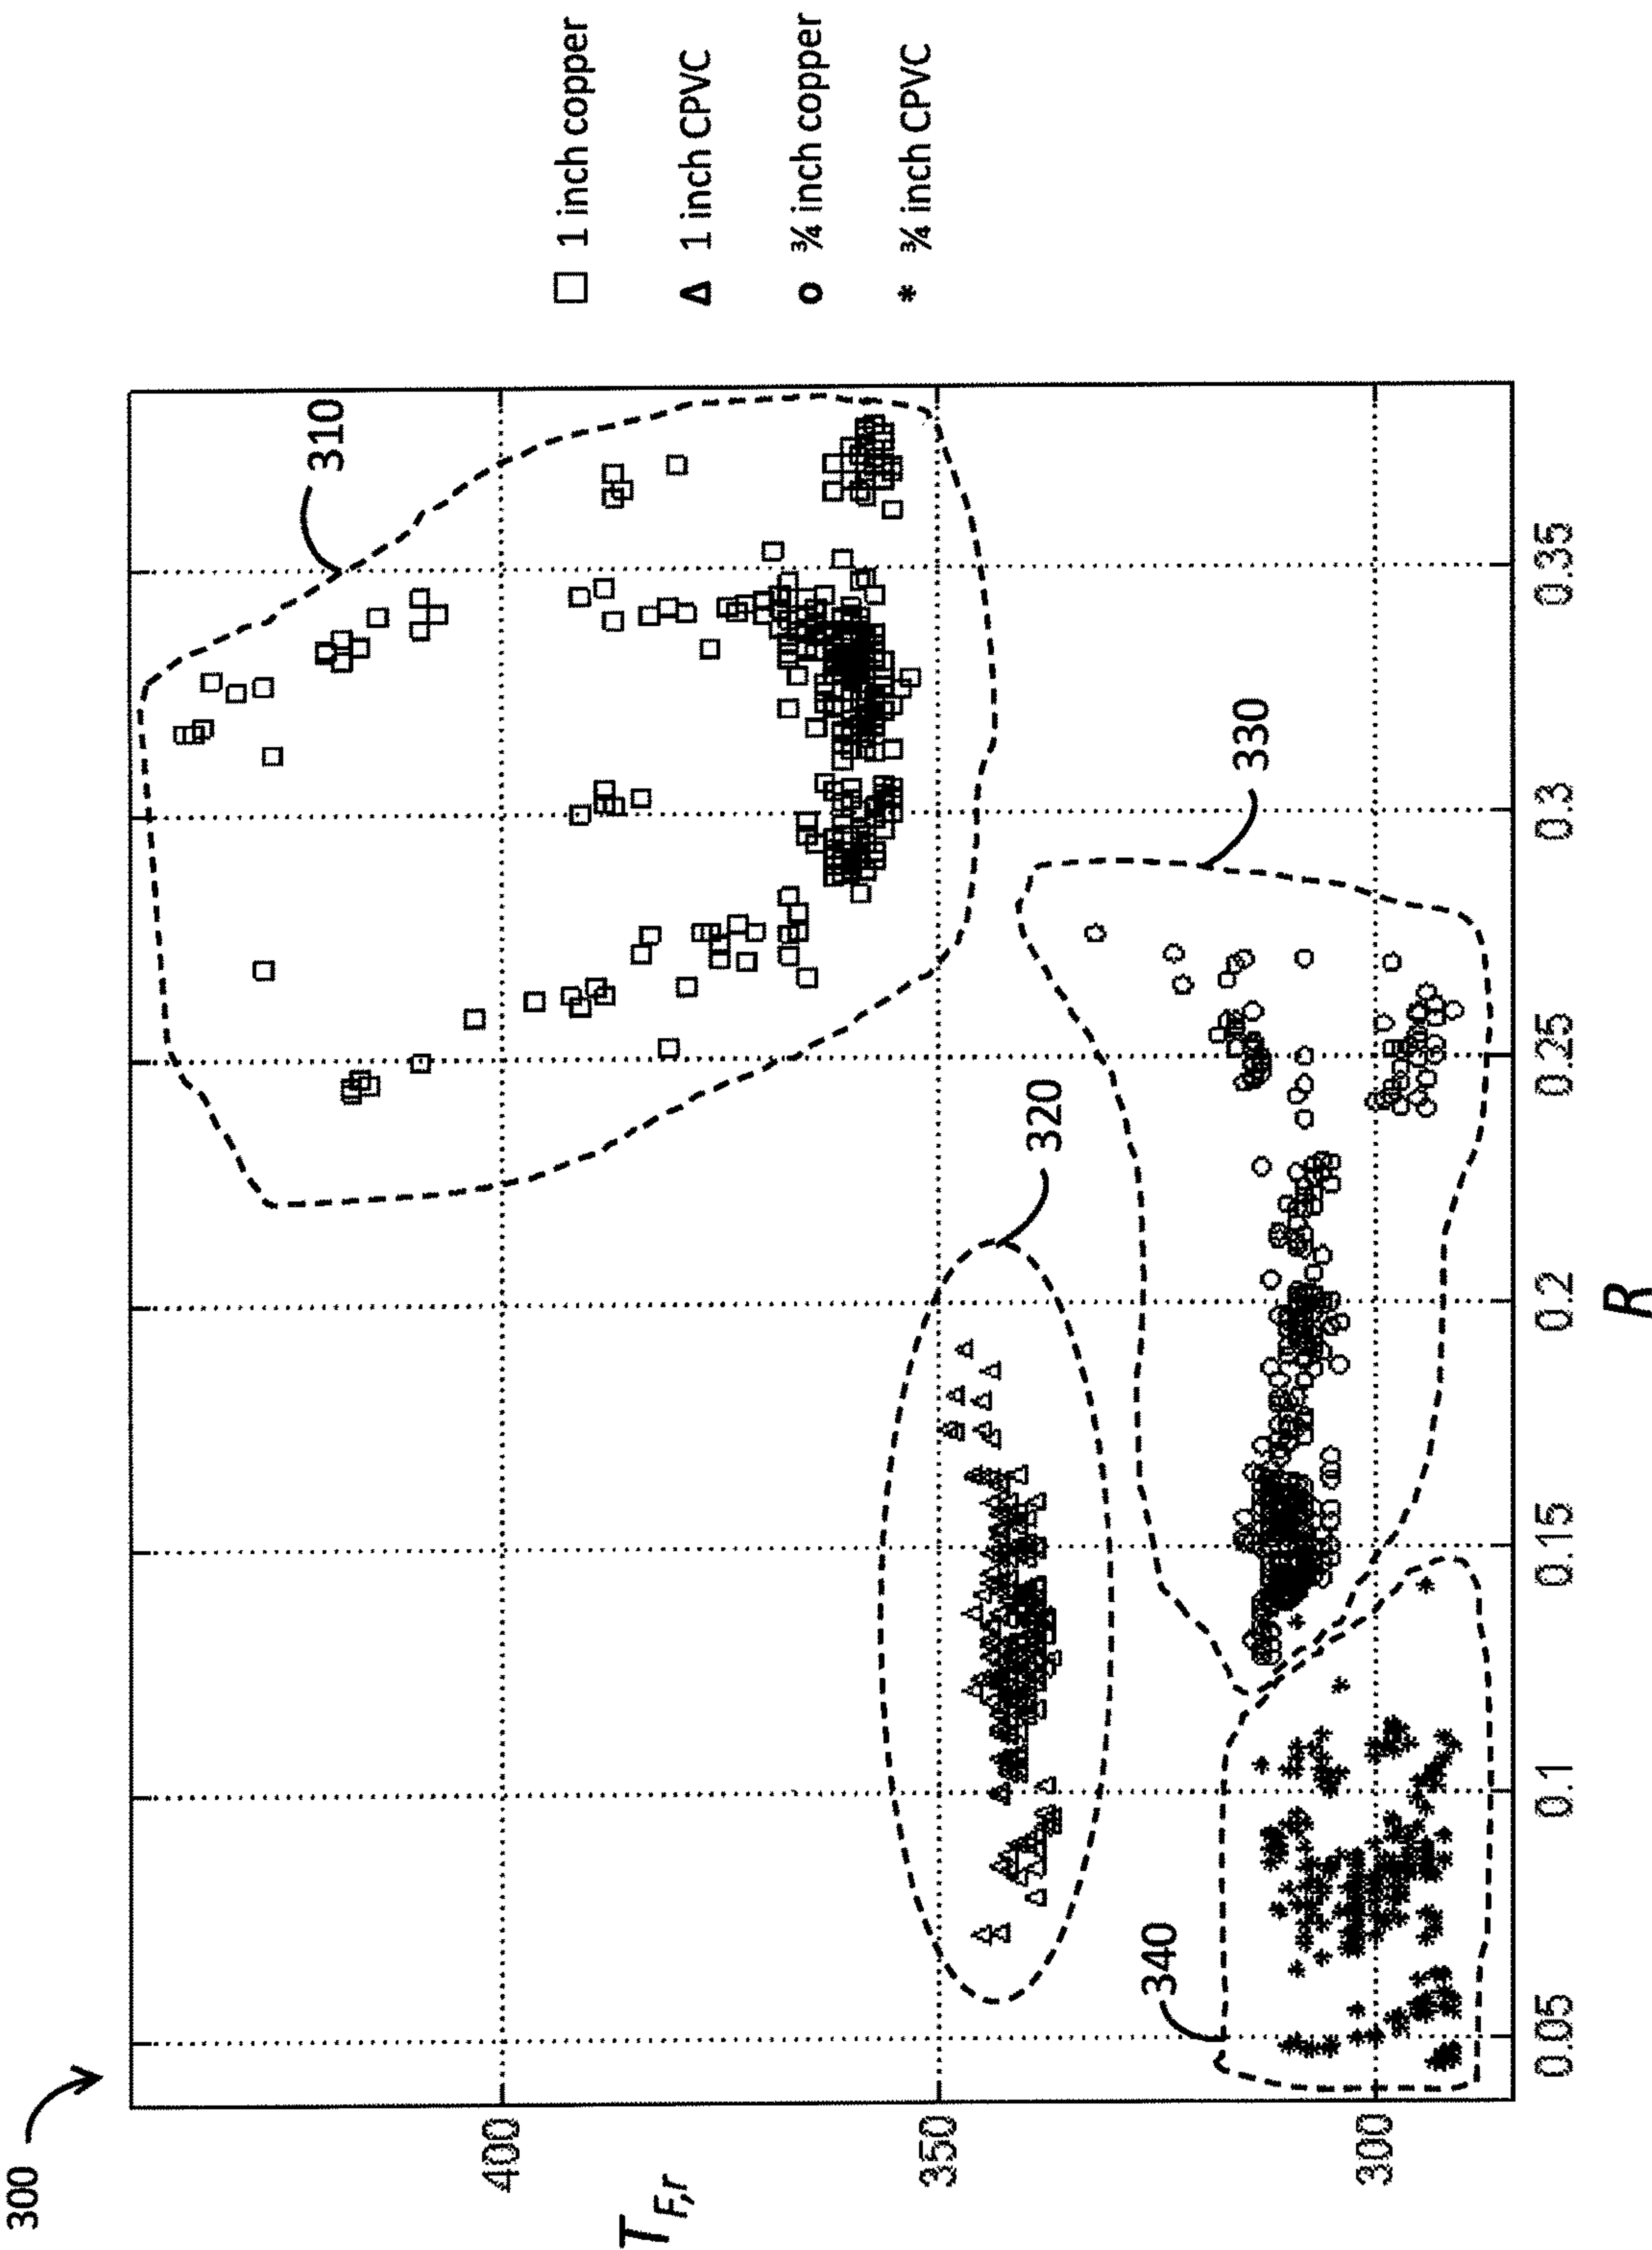 300
310
320
330
340
T̅F,r
400
350
300
0.05
0.1
0.15
0.2
0.25
0.3
0.35
R
□ 1 inch copper
Δ 1 inch CPVC
o ¾ inch copper
* ¾ inch CPVC